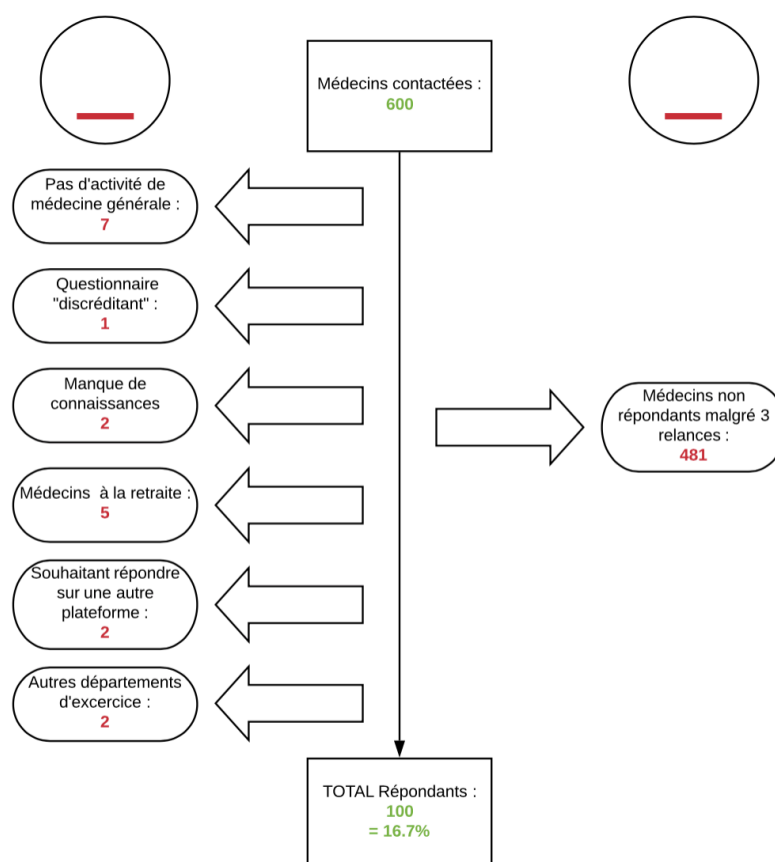 Médecins contactées :
600
Pas d'activité de
médecine générale :
7
Questionnaire
"discréditant" :
1
Manque de
connaissances
2
Médecins à la retraite :
5
Souhaitant répondre
sur une autre
plateforme :
2
Autres départements
d'excercice :
2
Médecins non
répondants malgré 3
relances :
481
TOTAL Répondants :
100
= 16.7%